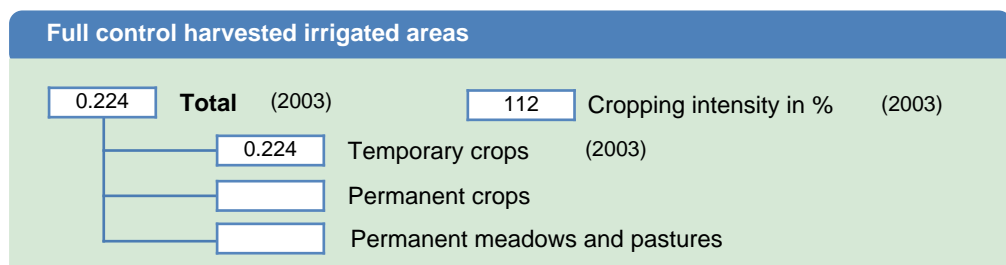 Full control harvested irrigated areas
0.224 Total (2003) 112 Cropping intensity in % (2003)
0.224 Temporary crops (2003)
Permanent crops
Permanent meadows and pastures